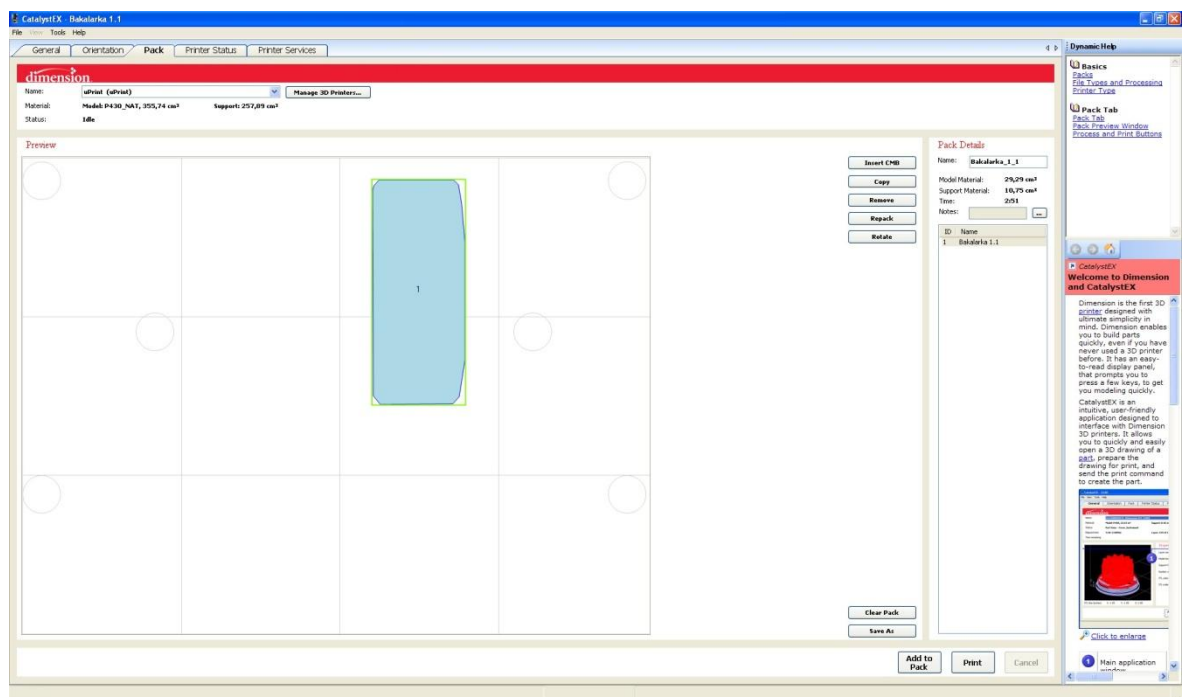 CatalystEX - Bakalarka 1.1
File View Tools Help
General Orientation Pack Printer Status Printer Services
dimension
Name: uPrint (uPrint) Manage 3D Printers...
Material: Model: P430_NAT, 355,74 cm³ Support: 257,89 cm³
Status: Idle
Preview
1
Insert CMB
Copy
Remove
Repack
Rotate
Clear Pack
Save As
Pack Details
Name: Bakalarka_1_1
Model Material: 29,29 cm³
Support Material: 10,75 cm³
Time: 2:51
Notes: ...
ID Name
1 Bakalarka 1.1
Add to
Pack
Print
Cancel
Dynamic Help
Basics
Packs
File Types and Processing
Printer Type
Pack Tab
Pack Tab
Pack Preview Window
Process and Print Buttons
CatalystEX
Welcome to Dimension
and CatalystEX
Dimension is the first 3D
printer designed with
ultimate simplicity in
mind. Dimension enables
you to build parts
quickly, even if you have
never used a 3D printer
before. It has an easy-
to-read display panel,
that prompts you to
press a few keys, to get
you modeling quickly.
CatalystEX is an
intuitive, user-friendly
application designed to
interface with Dimension
3D printers. It allows
you to quickly and easily
open a 3D drawing of a
part, prepare the
drawing for print, and
send the print command
to create the part.
Click to enlarge
1 Main application
window